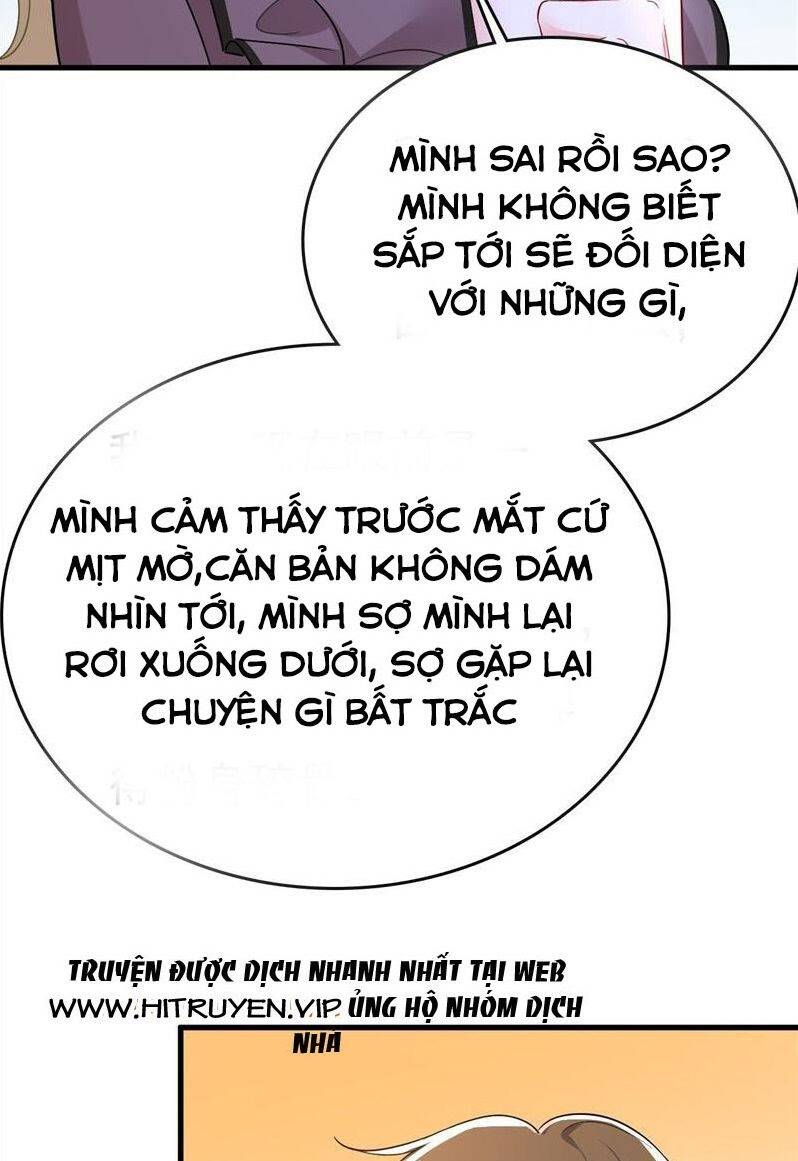 MÌNH SAI RỒI SAO?
MÌNH KHÔNG BIẾT
SẮP TỚI SẼ ĐỐI DIỆN
VỚI NHỮNG GÌ,
MÌNH CẢM THẤY TRƯỚC MẮT CỨ
MỊT MỜ,CĂN BẢN KHÔNG DÁM
NHÌN TỚI, MÌNH SỢ MÌNH LẠI
RƠI XUỐNG DƯỚI, SỢ GẶP LẠI
CHUYỆN GÌ BẤT TRẮC
TRUYỆN ĐƯỢC DỊCH NHANH NHẤT TẠI WEB
WWW.HITRUYEN.VIP ỦNG HỘ NHÓM DỊCH
NHA